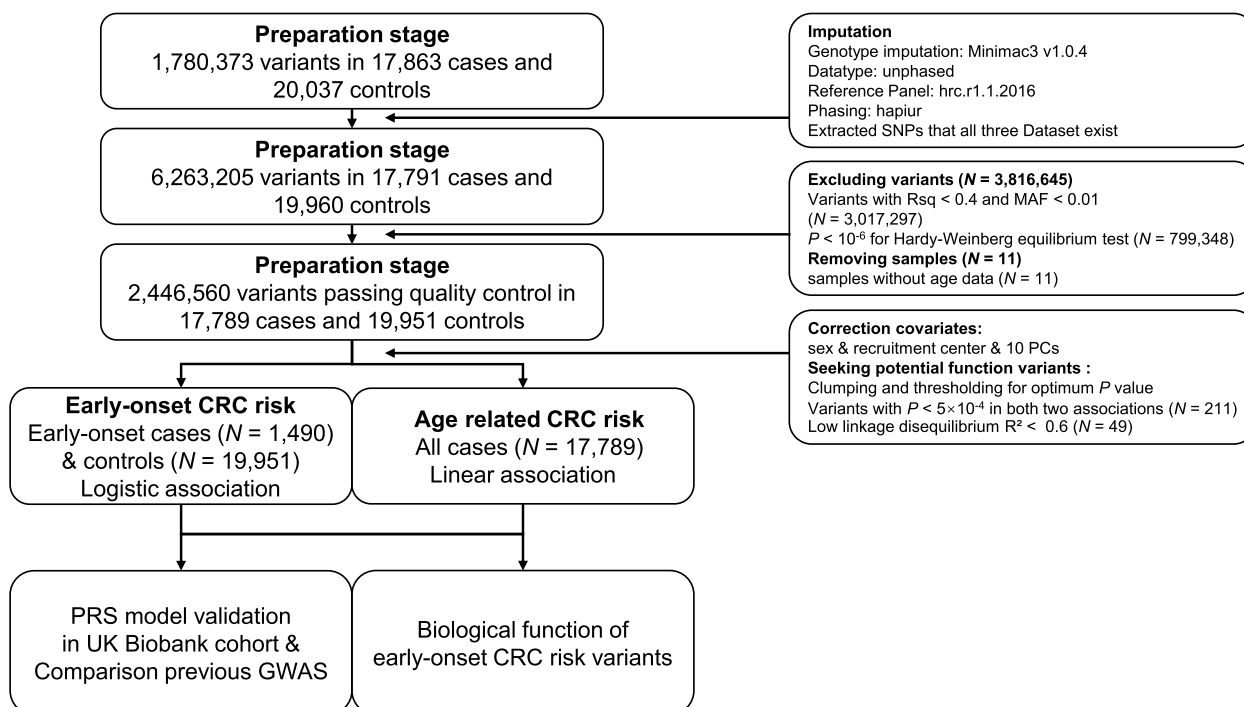 Preparation stage
1,780,373 variants in 17,863 cases and
20,037 controls
Imputation
Genotype imputation: Minimac3 v1.0.4
Datatype: unphased
Reference Panel: hrc.r1.1.2016
Phasing: hapiur
Extracted SNPs that all three Dataset exist
Preparation stage
6,263,205 variants in 17,791 cases and
19,960 controls
Excluding variants (N = 3,816,645)
Variants with Rsq < 0.4 and MAF < 0.01
(N = 3,017,297)
P < 10⁻⁶ for Hardy-Weinberg equilibrium test (N = 799,348)
Removing samples (N = 11)
samples without age data (N = 11)
Preparation stage
2,446,560 variants passing quality control in
17,789 cases and 19,951 controls
Correction covariates:
sex & recruitment center & 10 PCs
Seeking potential function variants :
Clumping and thresholding for optimum P value
Variants with P < 5×10⁻⁴ in both two associations (N = 211)
Low linkage disequilibrium R² < 0.6 (N = 49)
Early-onset CRC risk
Early-onset cases (N = 1,490)
& controls (N = 19,951)
Logistic association
Age related CRC risk
All cases (N = 17,789)
Linear association
PRS model validation
in UK Biobank cohort &
Comparison previous GWAS
Biological function of
early-onset CRC risk variants